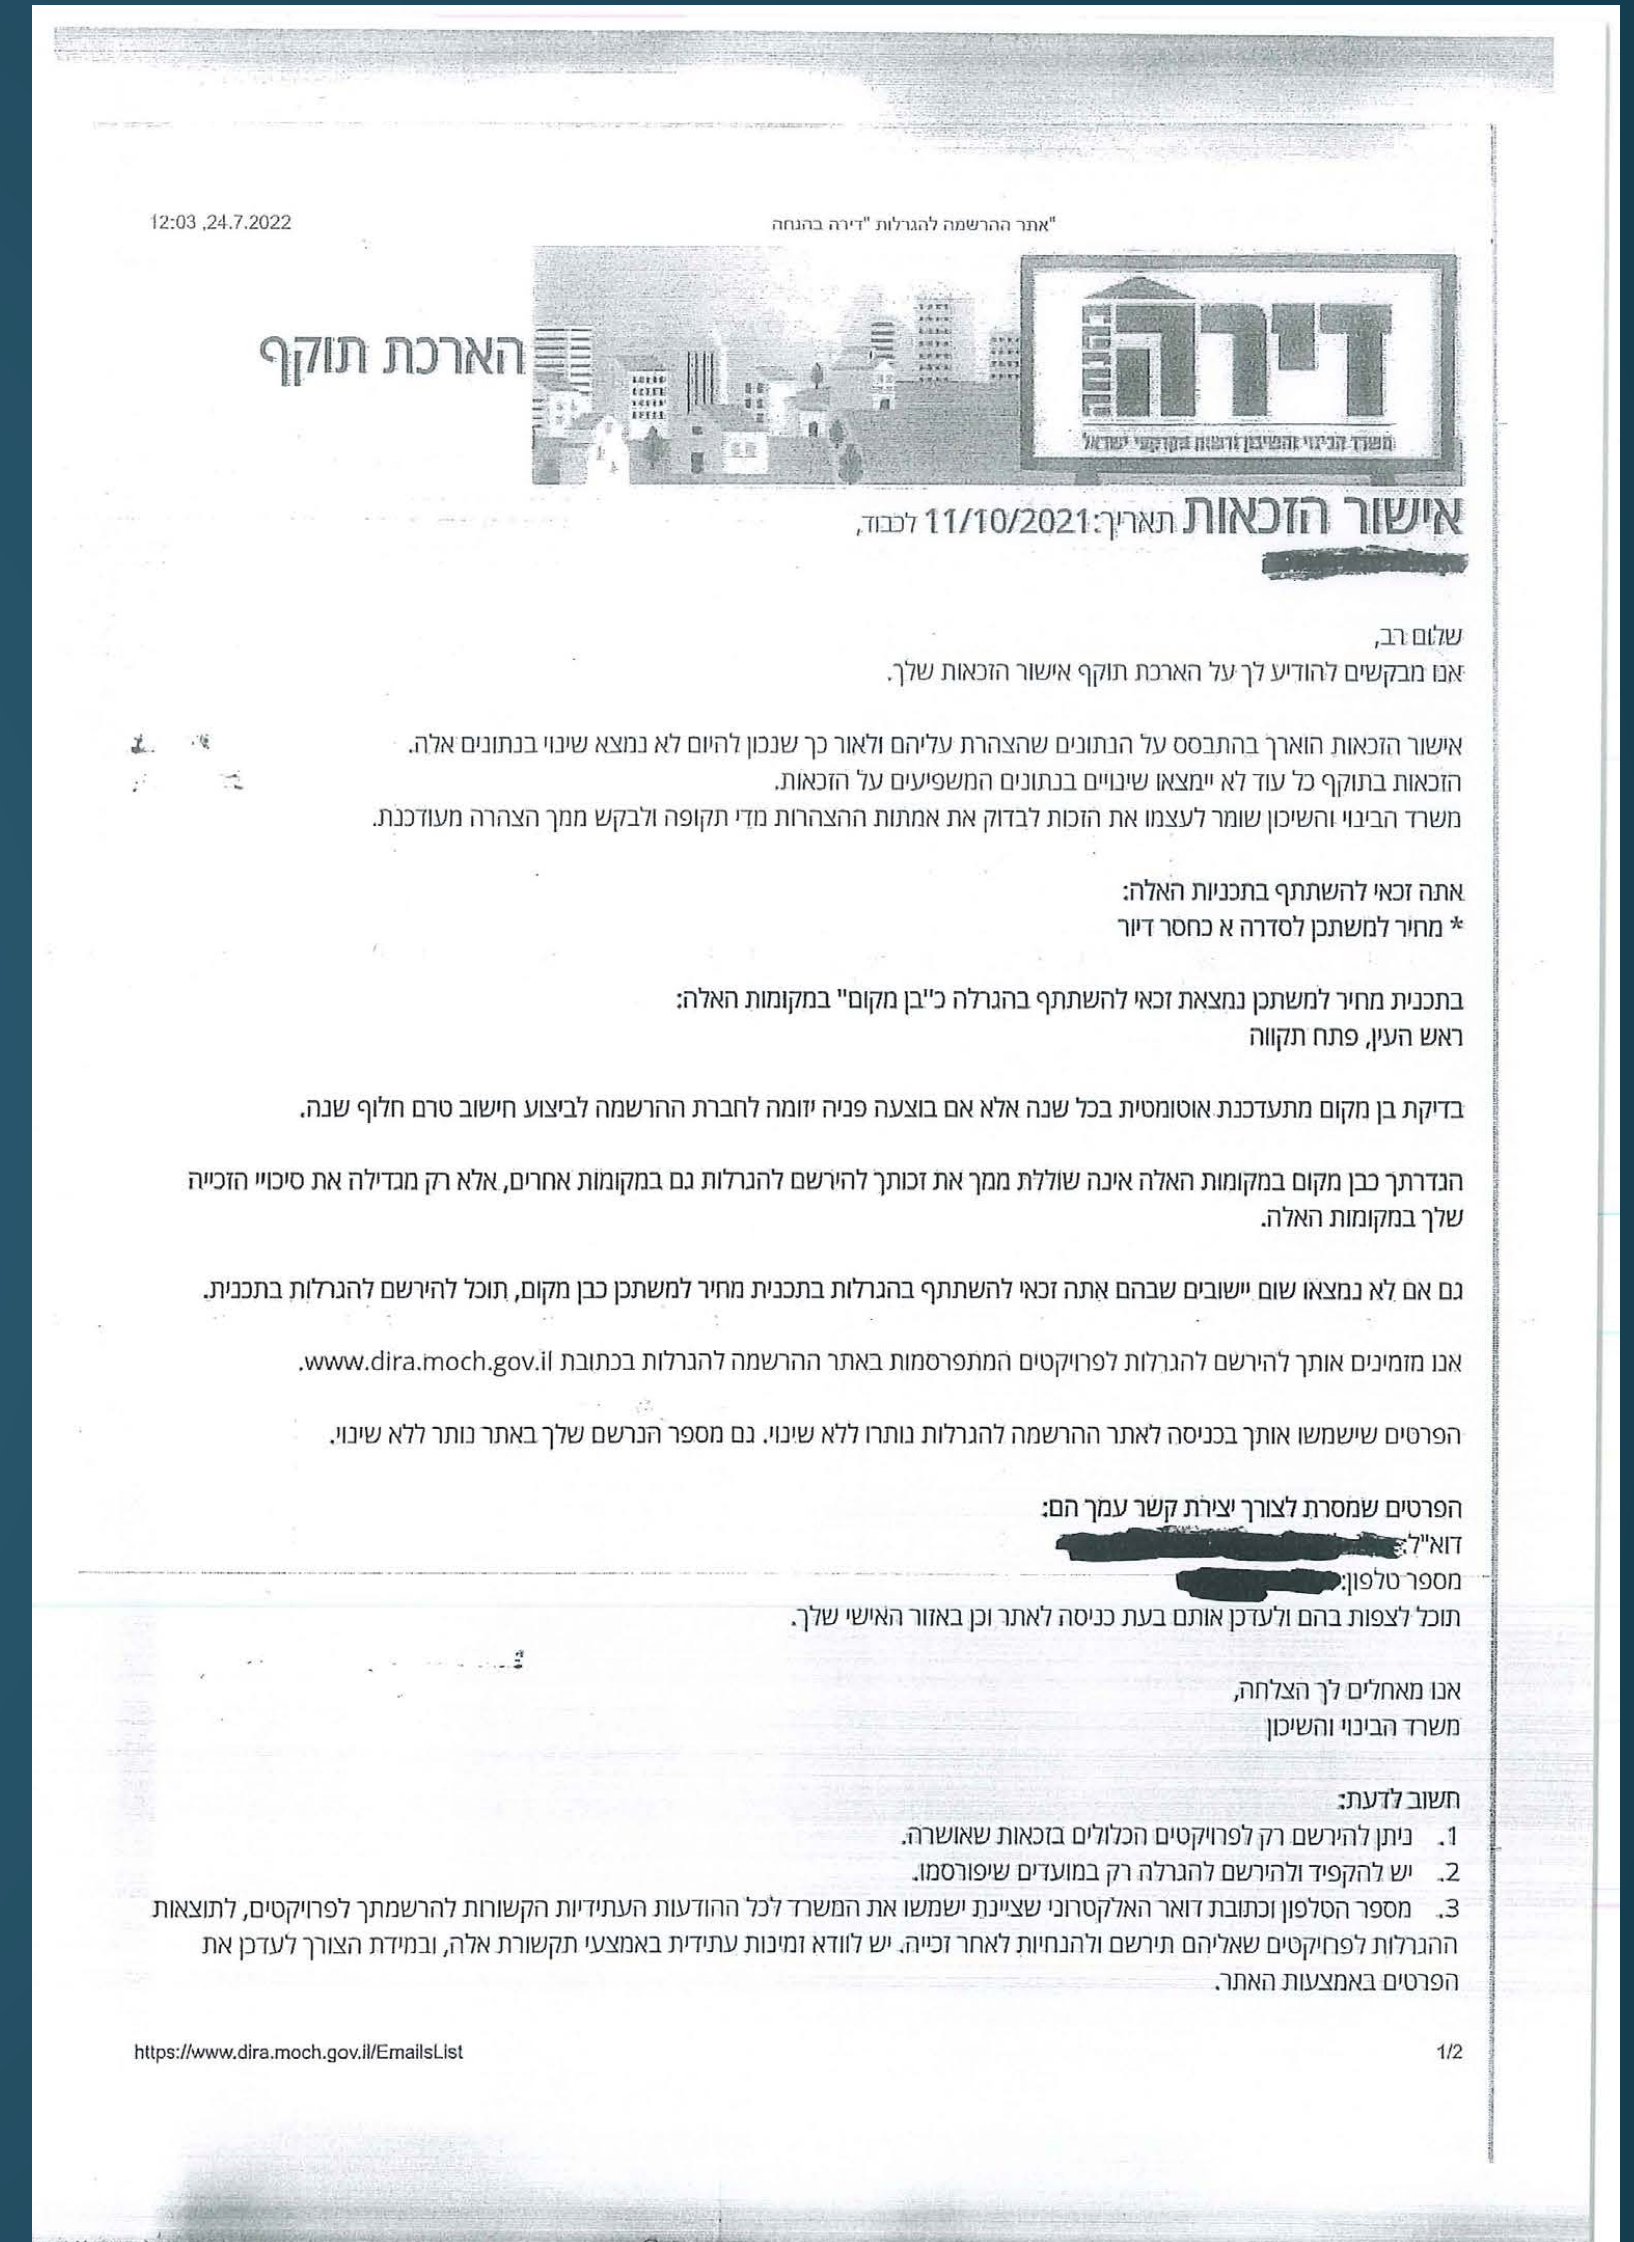 12:03 ,24.7.2022
אתר ההרשמה להגרלות "דירה בהנחה"
דירה
בהנחה
משרד הבינוי והשיכון ורשות מקרקעי ישראל
הארכת תוקף
אישור הזכאות תאריך:11/10/2021 לכבוד,
שלום רב,
אנו מבקשים להודיע לך על הארכת תוקף אישור הזכאות שלך.
אישור הזכאות הוארך בהתבסס על הנתונים שהצהרת עליהם ולאור כך שנכון להיום לא נמצא שינוי בנתונים אלה.
הזכאות בתוקף כל עוד לא יימצאו שינויים בנתונים המשפיעים על הזכאות.
משרד הבינוי והשיכון שומר לעצמו את הזכות לבדוק את אמתות ההצהרות מדי תקופה ולבקש ממך הצהרה מעודכנת.
אתה זכאי להשתתף בתכניות האלה:
* מחיר למשתכן לסדרה א כחסר דיור
בתכנית מחיר למשתכן נמצאת זכאי להשתתף בהגרלה כ"בן מקום" במקומות האלה:
ראש העין, פתח תקווה
בדיקת בן מקום מתעדכנת אוטומטית בכל שנה אלא אם בוצעה פניה יזומה לחברת ההרשמה לביצוע חישוב טרם חלוף שנה.
הגדרתך כבן מקום במקומות האלה אינה שוללת ממך את זכותך להירשם להגרלות גם במקומות אחרים, אלא רק מגדילה את סיכויי הזכייה
שלך במקומות האלה.
גם אם לא נמצאו שום יישובים שבהם אתה זכאי להשתתף בהגרלות בתכנית מחיר למשתכן כבן מקום, תוכל להירשם להגרלות בתכנית.
אנו מזמינים אותך להירשם להגרלות לפרויקטים המתפרסמות באתר ההרשמה להגרלות בכתובת www.dira.moch.gov.il.
הפרטים שישמשו אותך בכניסה לאתר ההרשמה להגרלות נותרו ללא שינוי. גם מספר הנרשם שלך באתר נותר ללא שינוי.
הפרטים שמסרת לצורך יצירת קשר עמך הם:
דוא"ל:
מספר טלפון:
תוכל לצפות בהם ולעדכן אותם בעת כניסה לאתר וכן באזור האישי שלך.
אנו מאחלים לך הצלחה,
משרד הבינוי והשיכון
חשוב לדעת:
1. ניתן להירשם רק לפרויקטים הכלולים בזכאות שאושרה.
2. יש להקפיד ולהירשם להגרלה רק במועדים שיפורסמו.
3. מספר הטלפון וכתובת דואר האלקטרוני שציינת ישמשו את המשרד לכל ההודעות העתידיות הקשורות להרשמתך לפרויקטים, לתוצאות
ההגרלות לפרויקטים שאליהם תירשם ולהנחיות לאחר זכייה. יש לוודא זמינות עתידית באמצעי תקשורת אלה, ובמידת הצורך לעדכן את
הפרטים באמצעות האתר.
https://www.dira.moch.gov.il/EmailsList
1/2